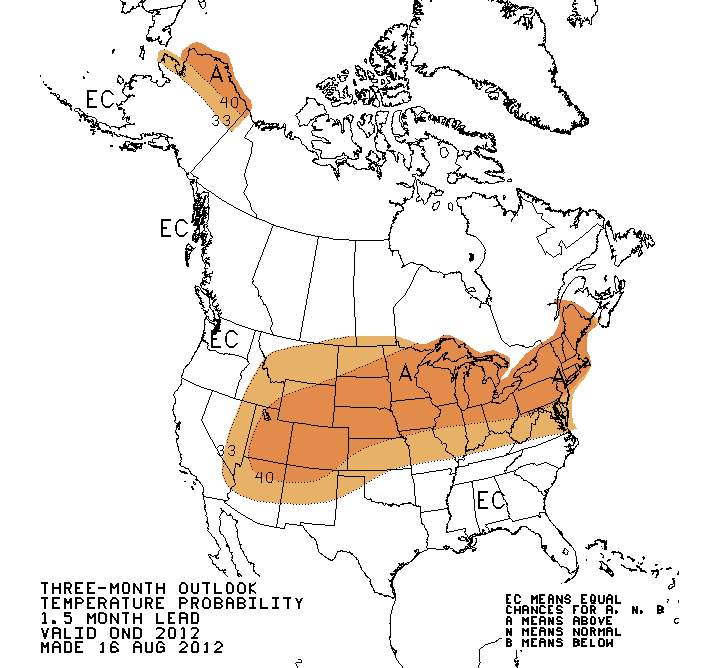 A
EC
40
33
EC
EC
A
A
33
40
EC
THREE-MONTH OUTLOOK
TEMPERATURE PROBABILITY
1.5 MONTH LEAD
VALID OND 2012
MADE 16 AUG 2012
EC MEANS EQUAL
CHANCES FOR A, N, B
A MEANS ABOVE
N MEANS NORMAL
B MEANS BELOW